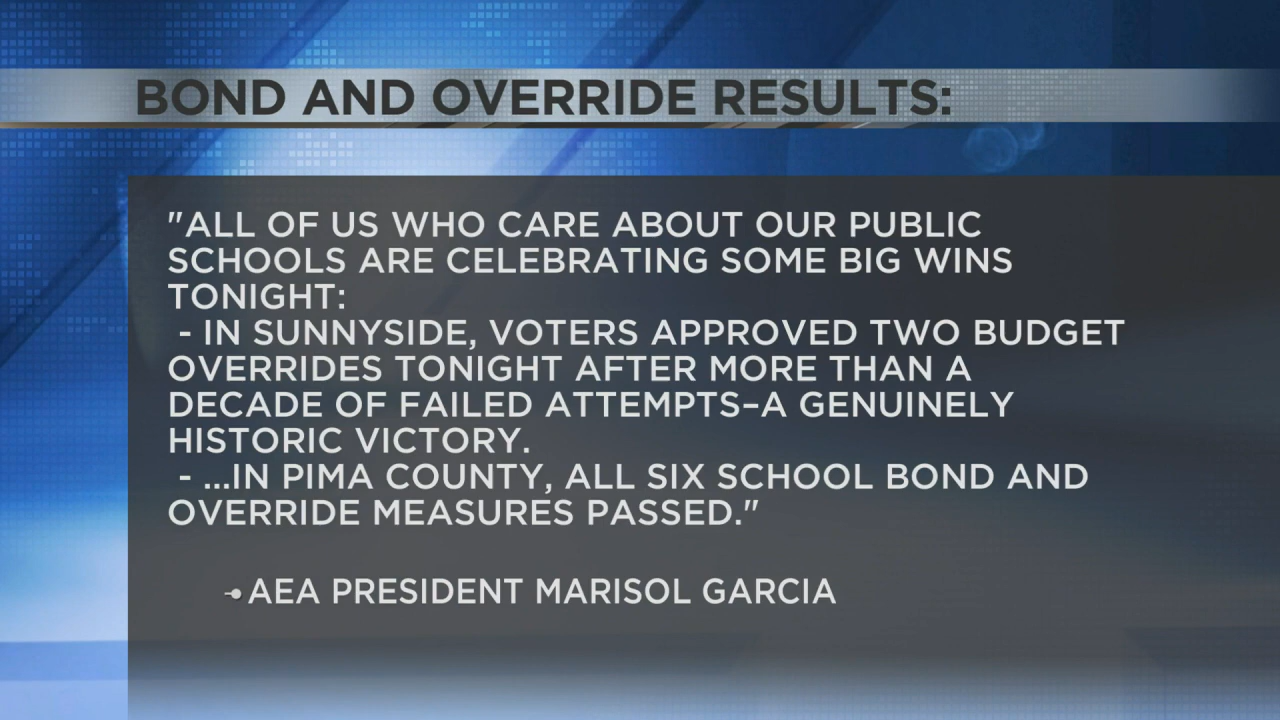 BOND AND OVERRIDE RESULTS:
"ALL OF US WHO CARE ABOUT OUR PUBLIC
SCHOOLS ARE CELEBRATING SOME BIG WINS
TONIGHT:
- IN SUNNYSIDE, VOTERS APPROVED TWO BUDGET
OVERRIDES TONIGHT AFTER MORE THAN A
DECADE OF FAILED ATTEMPTS–A GENUINELY
HISTORIC VICTORY.
- ...IN PIMA COUNTY, ALL SIX SCHOOL BOND AND
OVERRIDE MEASURES PASSED."
- AEA PRESIDENT MARISOL GARCIA